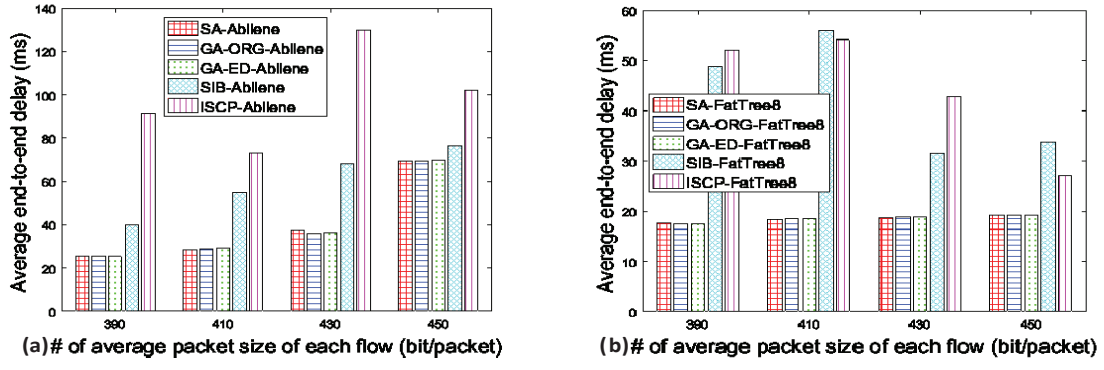 140
120
100
80
60
40
20
0
Average end-to-end delay (ms)
SA-Abilene
GA-ORG-Abilene
GA-ED-Abilene
SIB-Abilene
ISCP-Abilene
390 410 430 450
(a) # of average packet size of each flow (bit/packet)
60
50
40
30
20
10
0
Average end-to-end delay (ms)
SA-FatTree8
GA-ORG-FatTree8
GA-ED-FatTree8
SIB-FatTree8
ISCP-FatTree8
390 410 430 450
(b) # of average packet size of each flow (bit/packet)